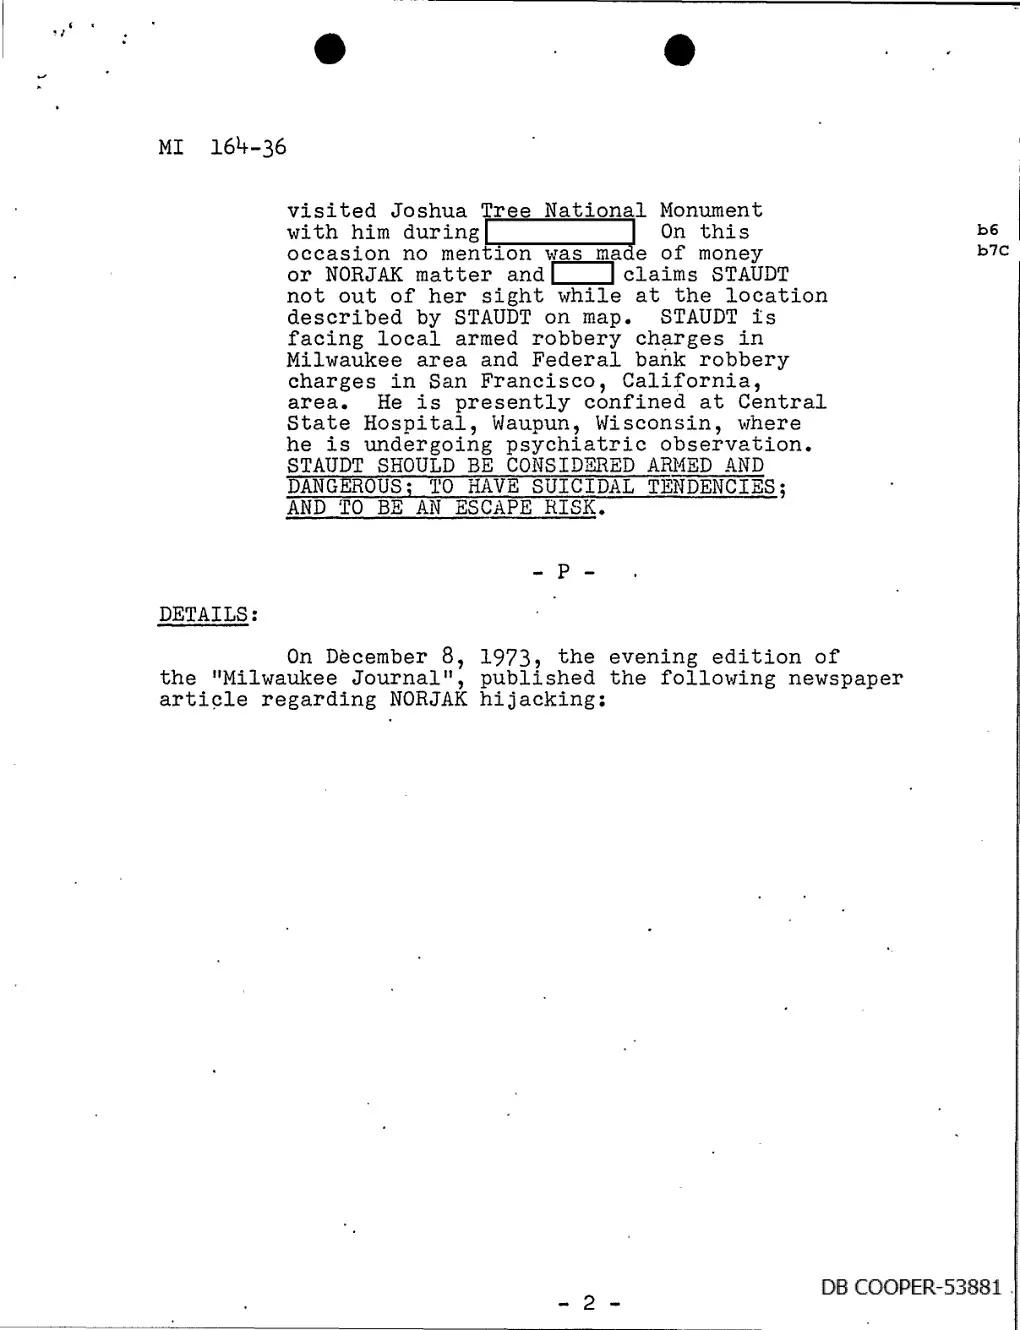 MI 164-36
visited Joshua Tree National Monument
with him during On this
b6
occasion no mention was made of money
b7C
or NORJAK matter and claims STAUDT
not out of her sight while at the location
described by STAUDT on map. STAUDT is
facing local armed robbery charges in
Milwaukee area and Federal bank robbery
charges in San Francisco, California,
area. He is presently confined at Central
State Hospital, Waupun, Wisconsin, where
he is undergoing psychiatric observation.
STAUDT SHOULD BE CONSIDERED ARMED AND
DANGEROUS; TO HAVE SUICIDAL TENDENCIES;
AND TO BE AN ESCAPE RISK.
- P -
DETAILS:
On December 8, 1973, the evening edition of
the "Milwaukee Journal", published the following newspaper
article regarding NORJAK hijacking:
DB COOPER-53881
- 2 -